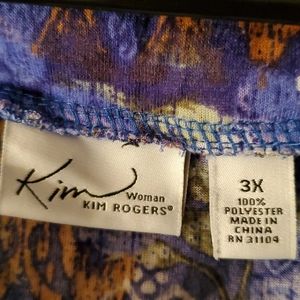 Kim
Woman
KIM ROGERS®
3X
100%
POLYESTER
MADE IN
CHINA
RN 31104